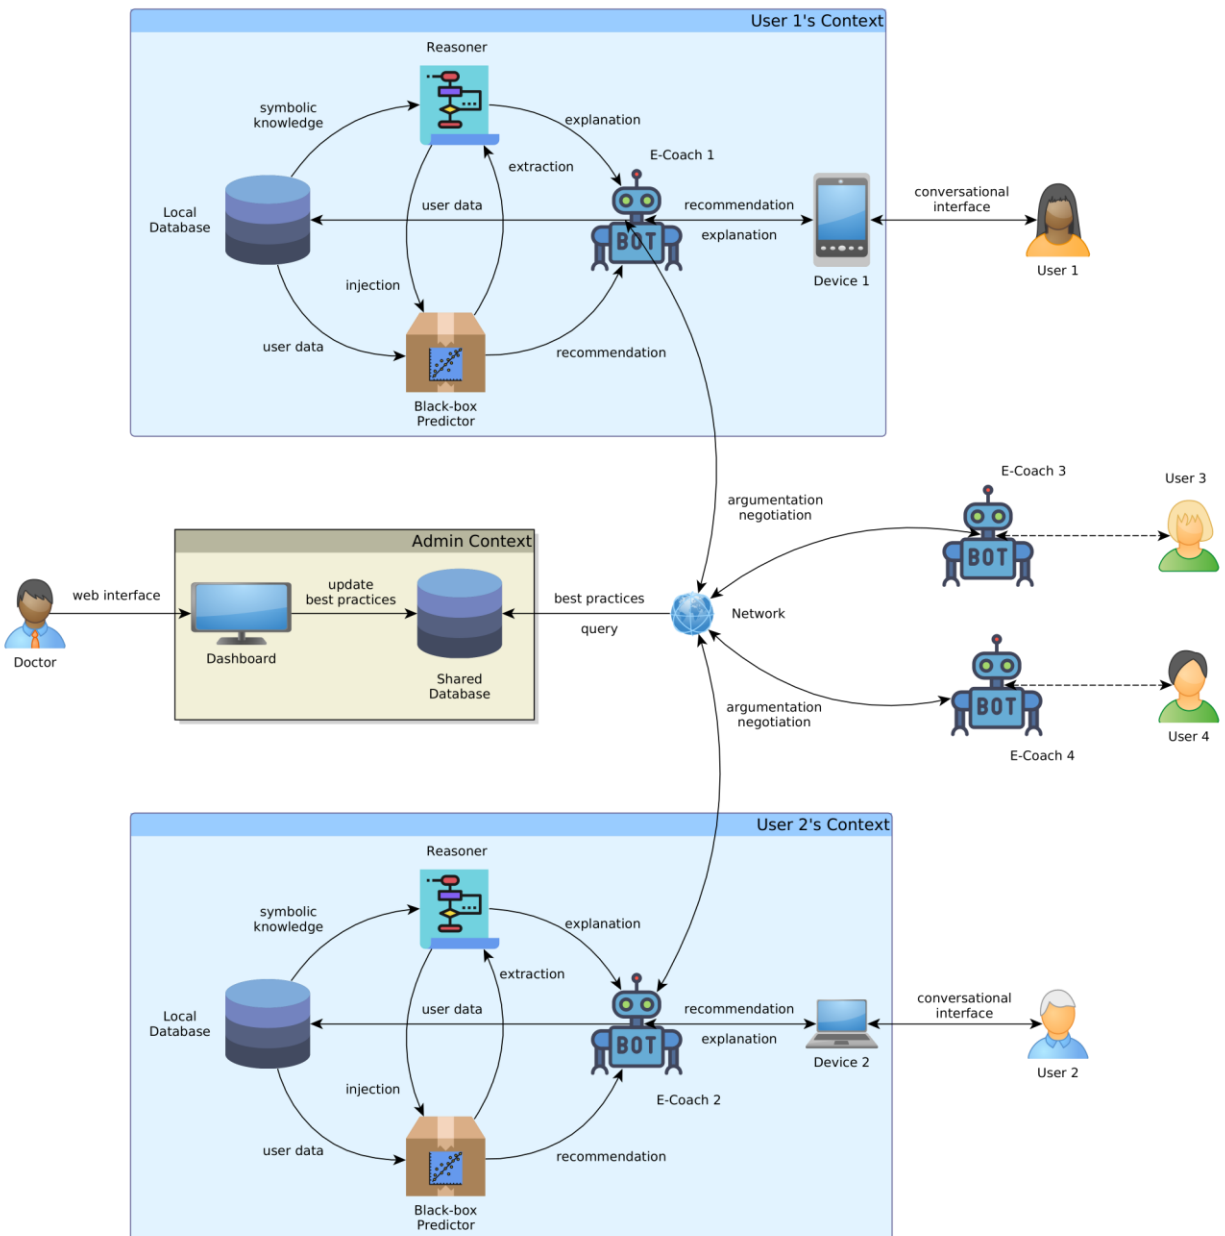 User 1's Context
Reasoner
symbolic
knowledge
explanation
extraction
E-Coach 1
Local
Database
user data
BOT
recommendation
explanation
conversational
interface
Device 1
User 1
injection
user data
recommendation
Black-box
Predictor
argumentation
negotiation
E-Coach 3
User 3
BOT
Admin Context
web interface
update
best practices
best practices
query
Network
Doctor
Dashboard
Shared
Database
argumentation
negotiation
BOT
User 4
E-Coach 4
User 2's Context
Reasoner
symbolic
knowledge
explanation
extraction
Local
Database
user data
BOT
recommendation
explanation
conversational
interface
Device 2
User 2
injection
E-Coach 2
user data
recommendation
Black-box
Predictor